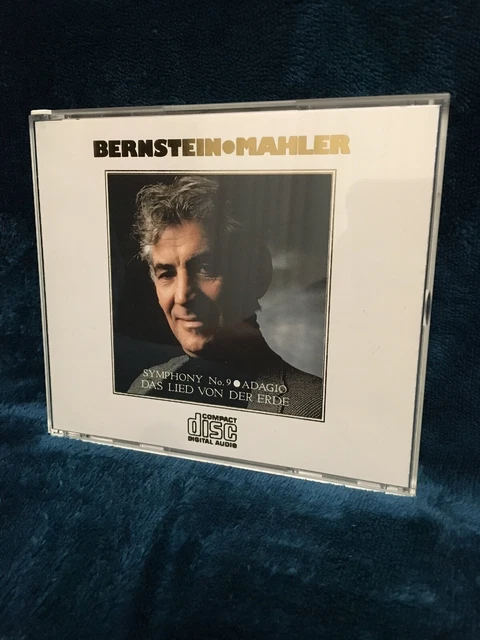 BERNSTEIN●MAHLER
SYMPHONY No.9●ADAGIO
DAS LIED VON DER ERDE
COMPACT
disc
DIGITAL AUDIO